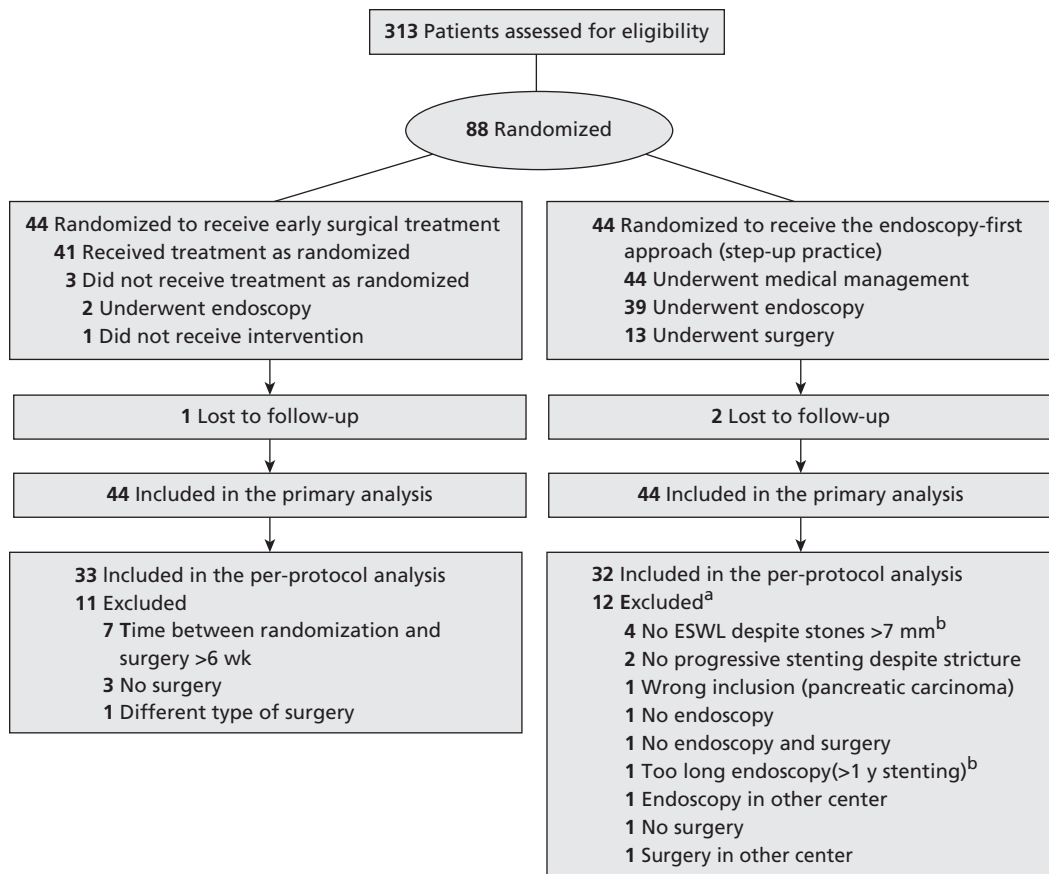 313 Patients assessed for eligibility
88 Randomized
44 Randomized to receive early surgical treatment
41 Received treatment as randomized
3 Did not receive treatment as randomized
2 Underwent endoscopy
1 Did not receive intervention
44 Randomized to receive the endoscopy-first
approach (step-up practice)
44 Underwent medical management
39 Underwent endoscopy
13 Underwent surgery
1 Lost to follow-up
2 Lost to follow-up
44 Included in the primary analysis
44 Included in the primary analysis
33 Included in the per-protocol analysis
11 Excluded
7 Time between randomization and
surgery >6 wk
3 No surgery
1 Different type of surgery
32 Included in the per-protocol analysis
12 Excludeda
4 No ESWL despite stones >7 mmb
2 No progressive stenting despite stricture
1 Wrong inclusion (pancreatic carcinoma)
1 No endoscopy
1 No endoscopy and surgery
1 Too long endoscopy(>1 y stenting)b
1 Endoscopy in other center
1 No surgery
1 Surgery in other center